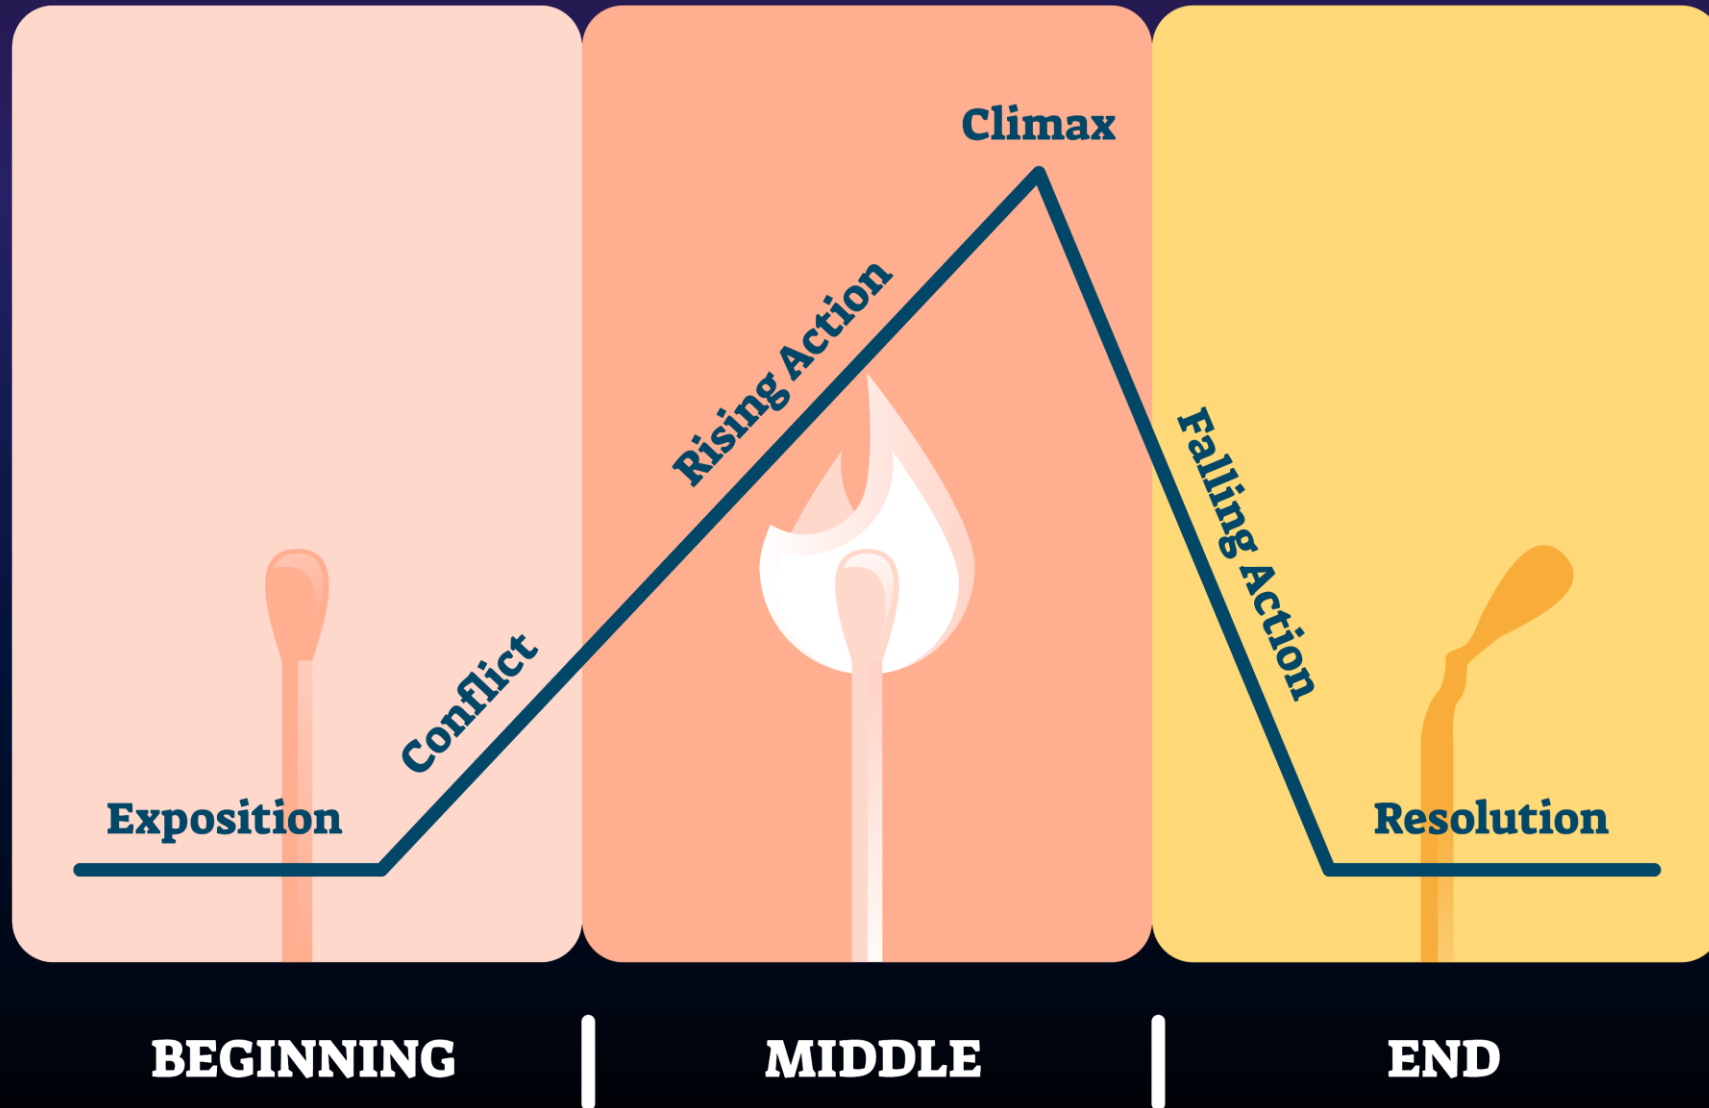 Exposition
Conflict
Rising Action
Climax
Falling Action
Resolution
BEGINNING
MIDDLE
END